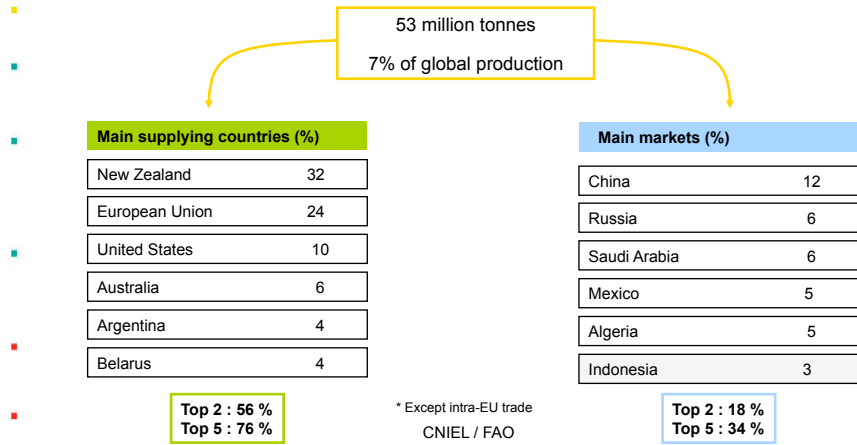 53 million tonnes
7% of global production
Main supplying countries (%)
New Zealand 32
European Union 24
United States 10
Australia 6
Argentina 4
Belarus 4
Top 2 : 56 %
Top 5 : 76 %
Main markets (%)
China 12
Russia 6
Saudi Arabia 6
Mexico 5
Algeria 5
Indonesia 3
Top 2 : 18 %
Top 5 : 34 %
* Except intra-EU trade
CNIEL / FAO